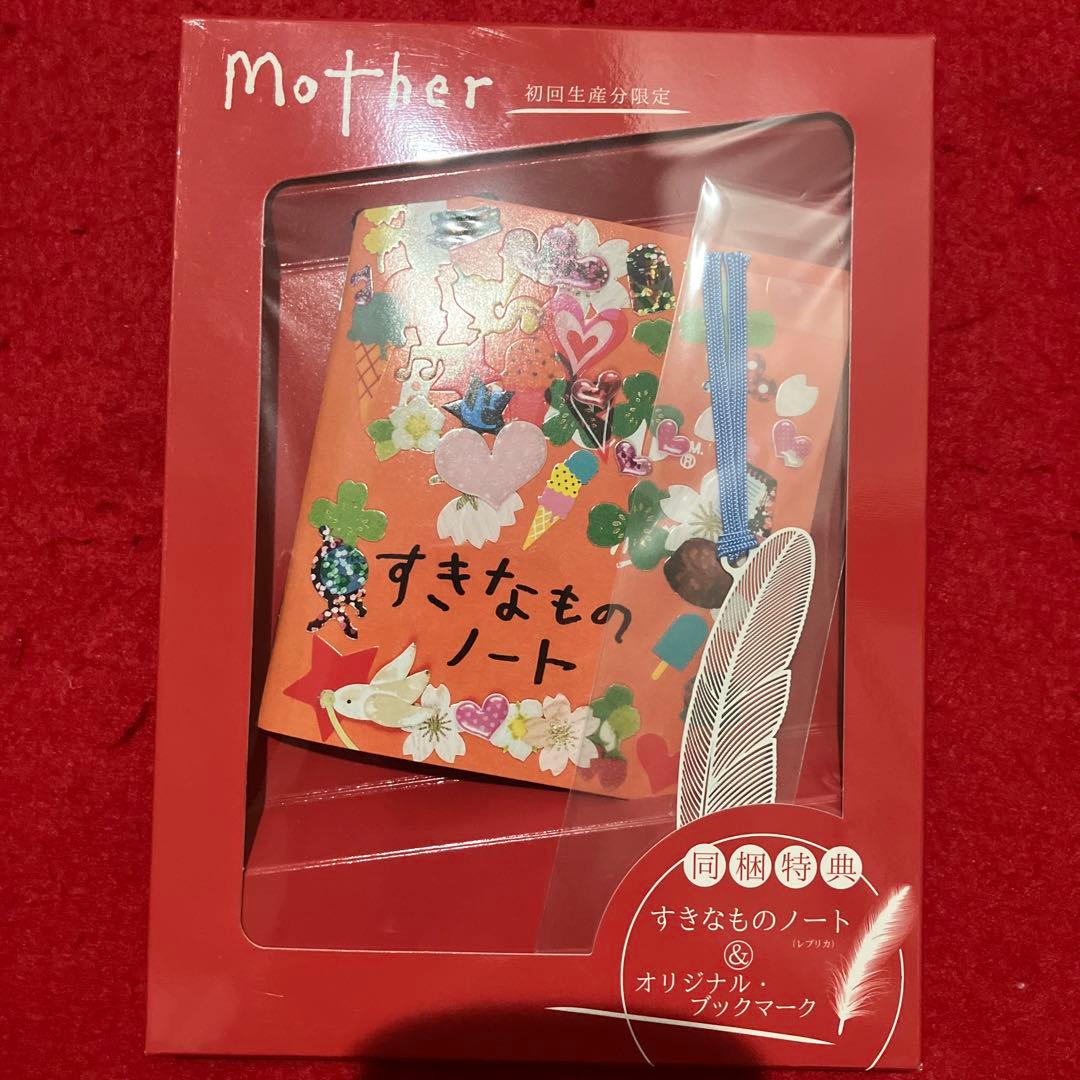 Mother
初回生産分限定
M.
®
すきなもの
ノート
同梱特典
すきなものノート
(レプリカ)
&
オリジナル・
ブックマーク